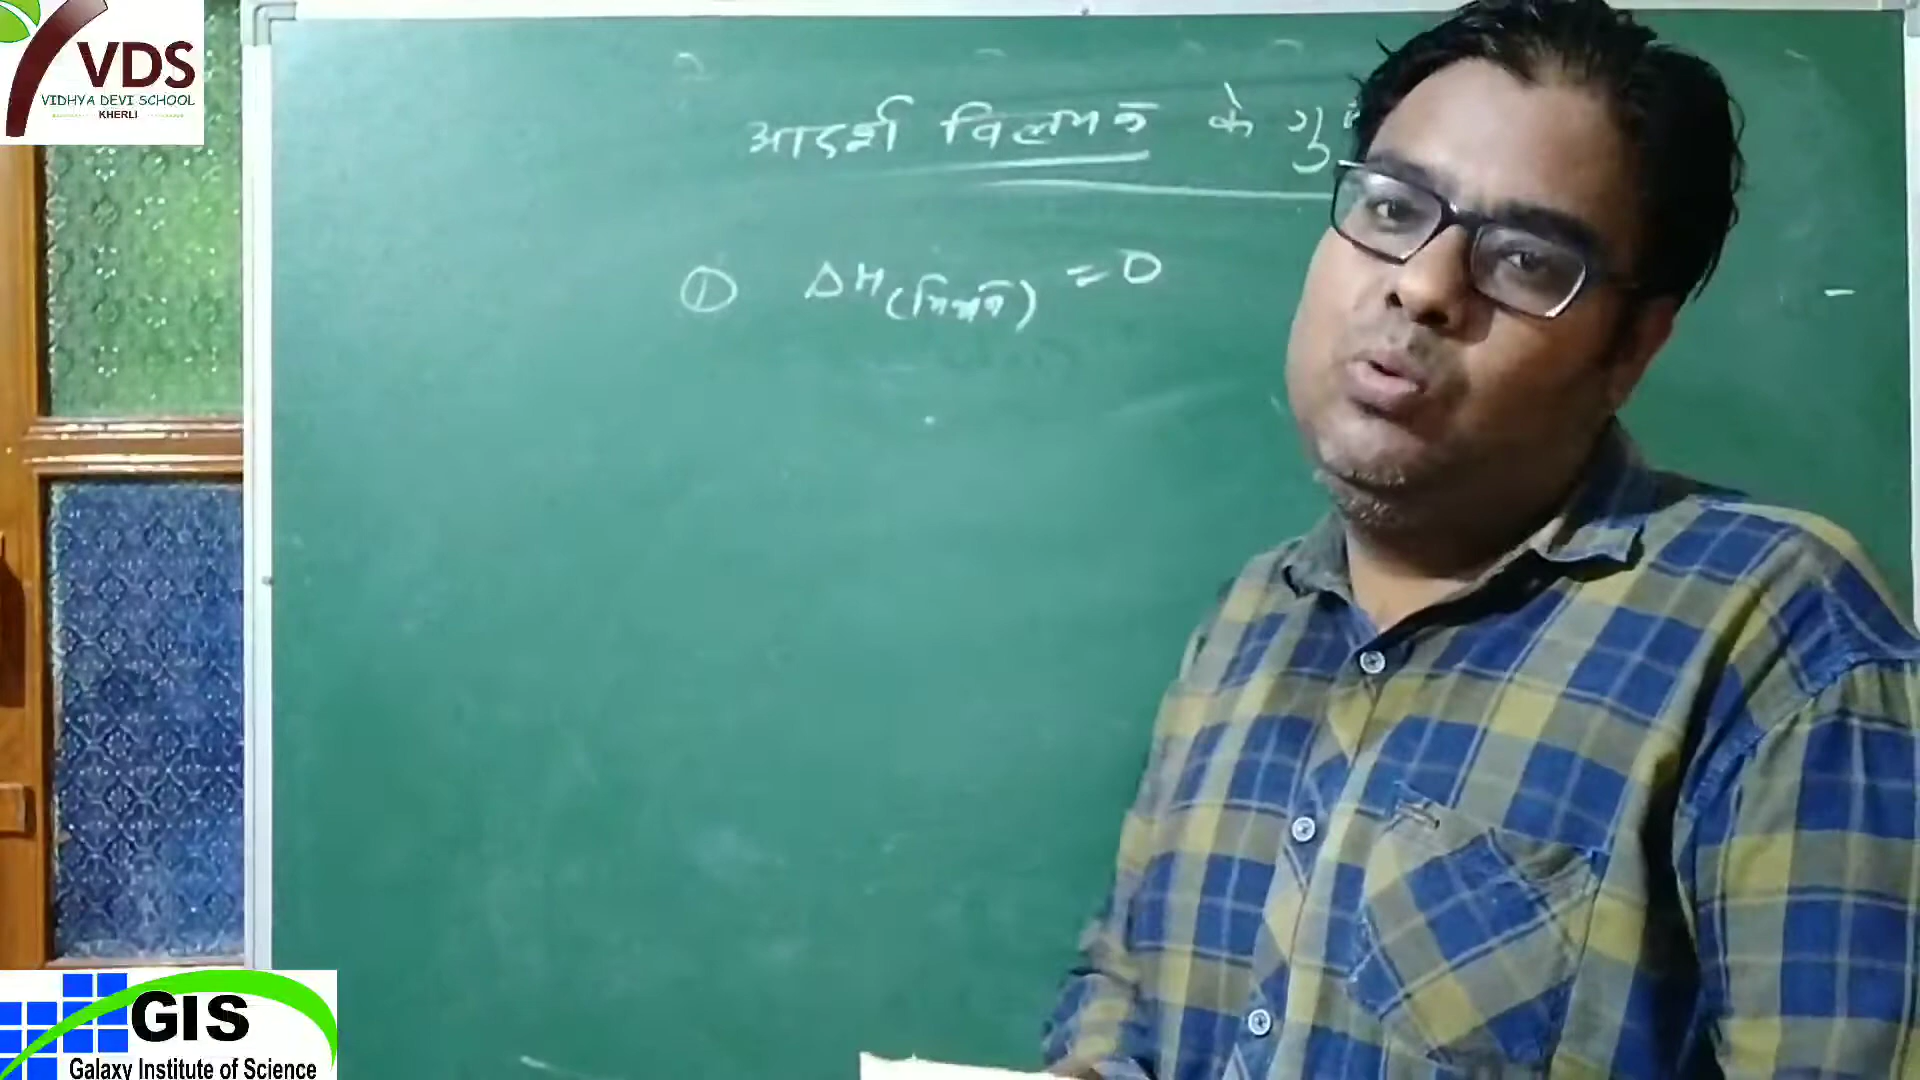 VDS
VIDHYA DEVI SCHOOL
KHERLI
आदर्श विलयन के
① ΔH(मिश्रण) = 0
GIS
Galaxy Institute of Science